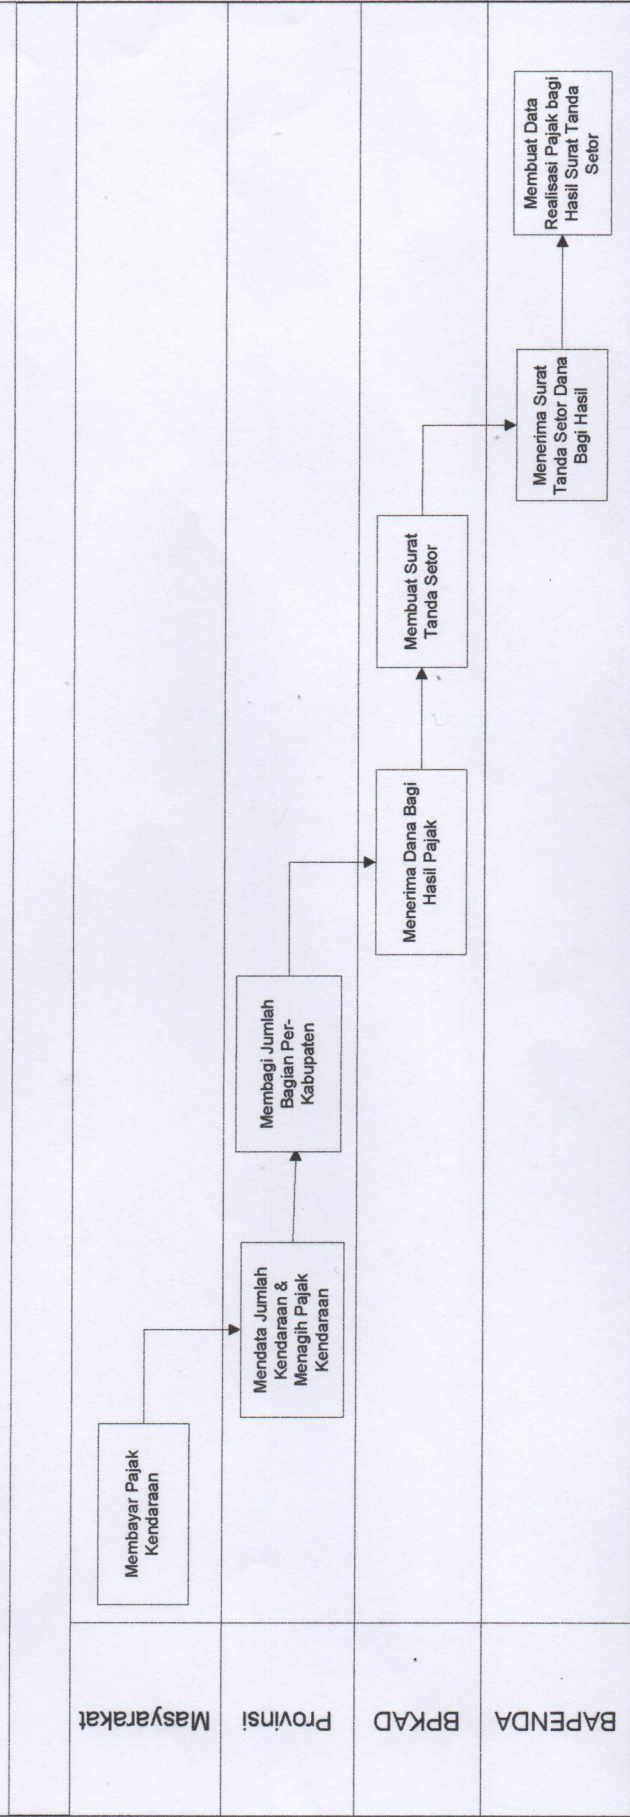 Masyarakat
Membayar Pajak
Kendaraan
Provinsi
Mendata Jumlah
Kendaraan &
Menagih Pajak
Kendaraan
Membagi Jumlah
Bagian Per-
Kabupaten
BPKAD
Menerima Dana Bagi
Hasil Pajak
Membuat Surat
Tanda Setor
BAPENDA
Menerima Surat
Tanda Setor Dana
Bagi Hasil
Membuat Data
Realisasi Pajak bagi
Hasil Surat Tanda
Setor